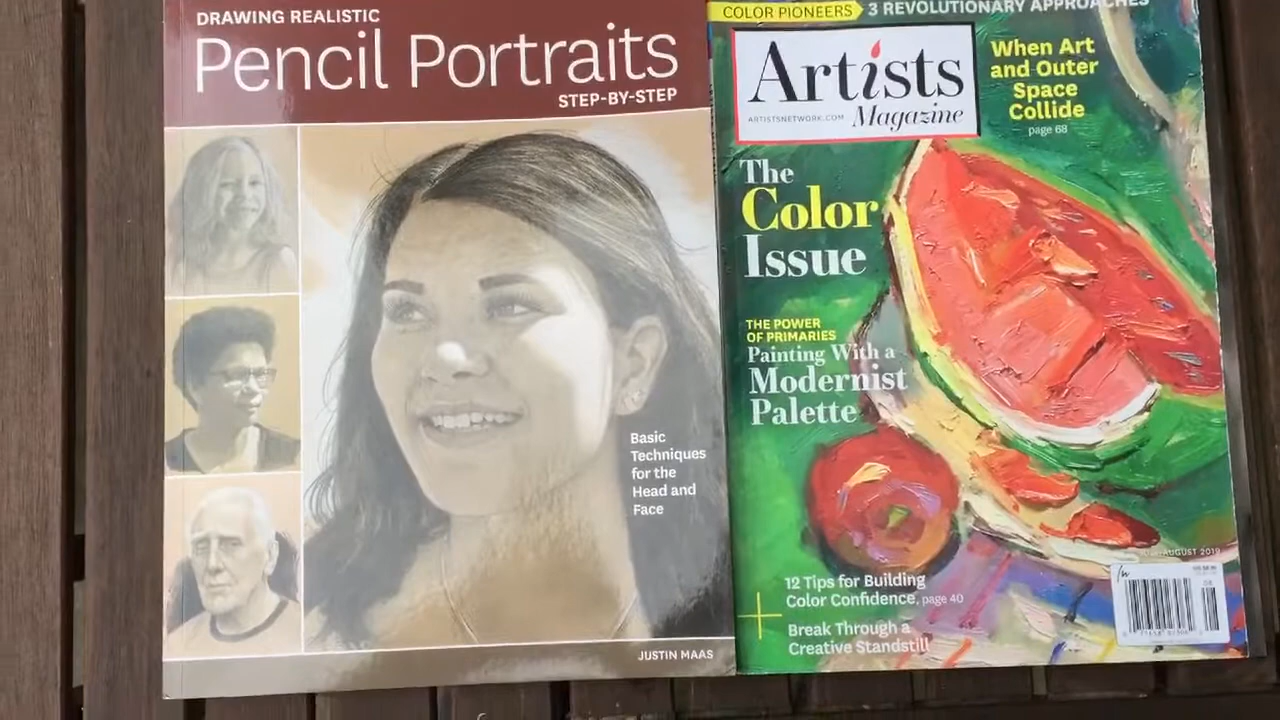 DRAWING REALISTIC
Pencil Portraits
STEP-BY-STEP
Basic
Techniques
for the
Head and
Face
JUSTIN MAAS
COLOR PIONEERS
3 REVOLUTIONARY APPROACHES
Artists
ARTISTSNETWORK.COM
Magazine
When Art
and Outer
Space
Collide
page 68
The
Color
Issue
THE POWER
OF PRIMARIES
Painting With a
Modernist
Palette
12 Tips for Building
Color Confidence, page 40
Break Through a
Creative Standstill
AUGUST 2019
08